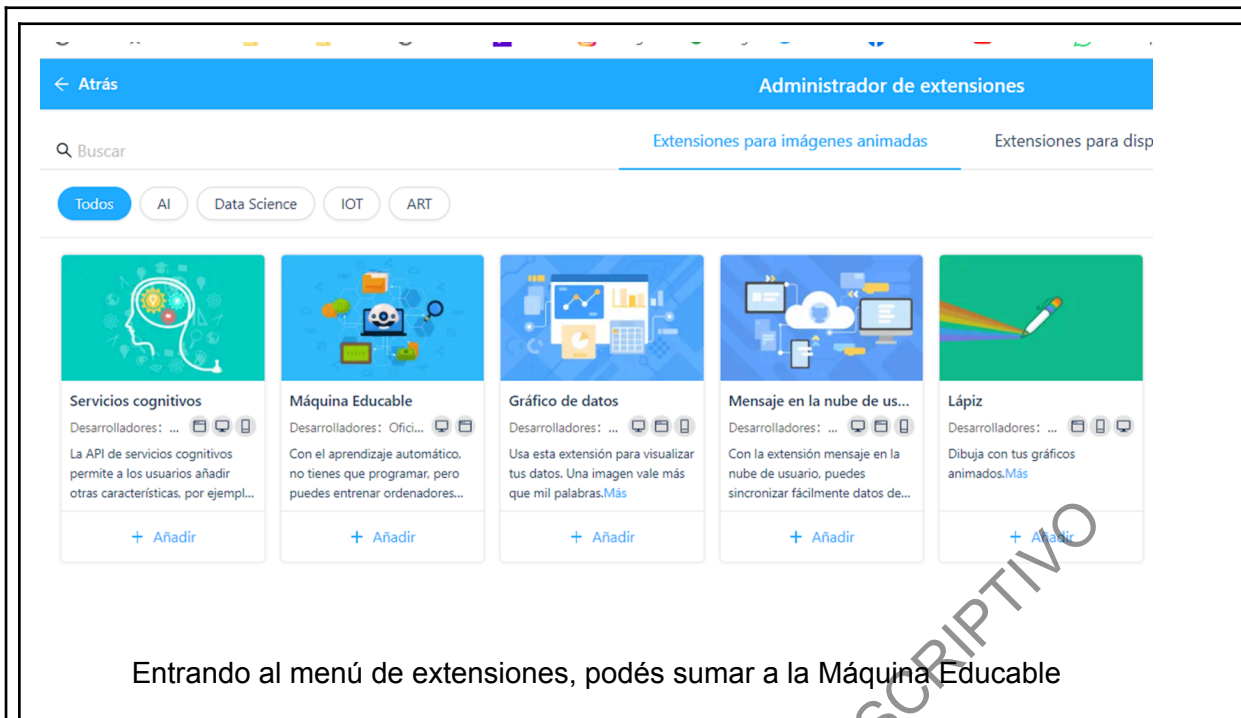 ← Atrás
Administrador de extensiones
Buscar
Extensiones para imágenes animadas
Extensiones para disp
Todos
AI
Data Science
IOT
ART
Servicios cognitivos
Desarrolladores: ...
La API de servicios cognitivos
permite a los usuarios añadir
otras características, por ejempl...
+ Añadir
Máquina Educable
Desarrolladores: Ofici...
Con el aprendizaje automático,
no tienes que programar, pero
puedes entrenar ordenadores...
+ Añadir
Gráfico de datos
Desarrolladores: ...
Usa esta extensión para visualizar
tus datos. Una imagen vale más
que mil palabras.Más
+ Añadir
Mensaje en la nube de us...
Desarrolladores: ...
Con la extensión mensaje en la
nube de usuario, puedes
sincronizar fácilmente datos de...
+ Añadir
Lápiz
Desarrolladores: ...
Dibuja con tus gráficos
animados.Más
+ Añadir
Entrando al menú de extensiones, podés sumar a la Máquina Educable
SCRIPTIVO